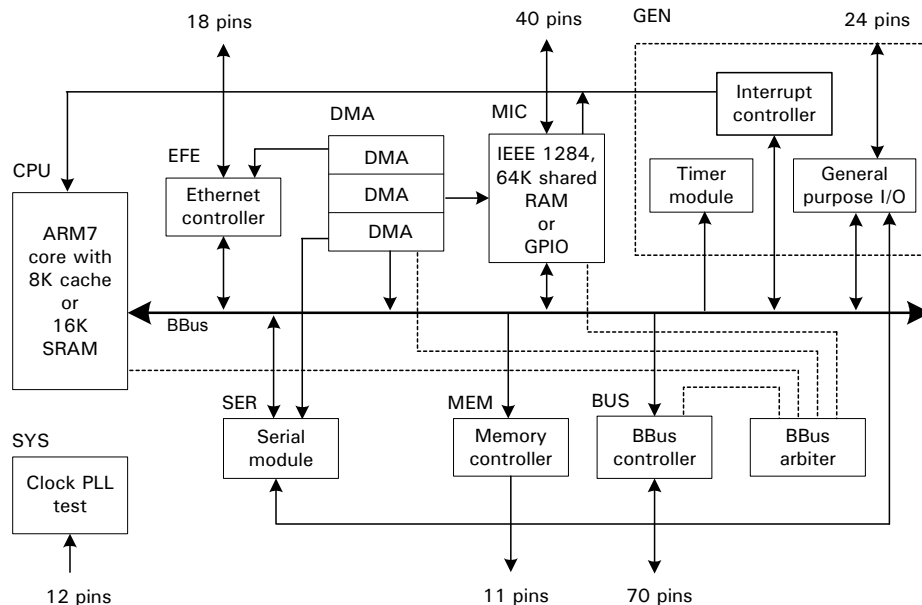 18 pins
40 pins
GEN
24 pins
DMA
MIC
Interrupt
controller
CPU
EFE
DMA
DMA
DMA
IEEE 1284,
64K shared
RAM
or
GPIO
Ethernet
controller
Timer
module
General
purpose I/O
ARM7
core with
8K cache
or
16K
SRAM
BBus
SER
MEM
BUS
Serial
module
Memory
controller
BBus
controller
BBus
arbiter
SYS
Clock PLL
test
12 pins
11 pins
70 pins